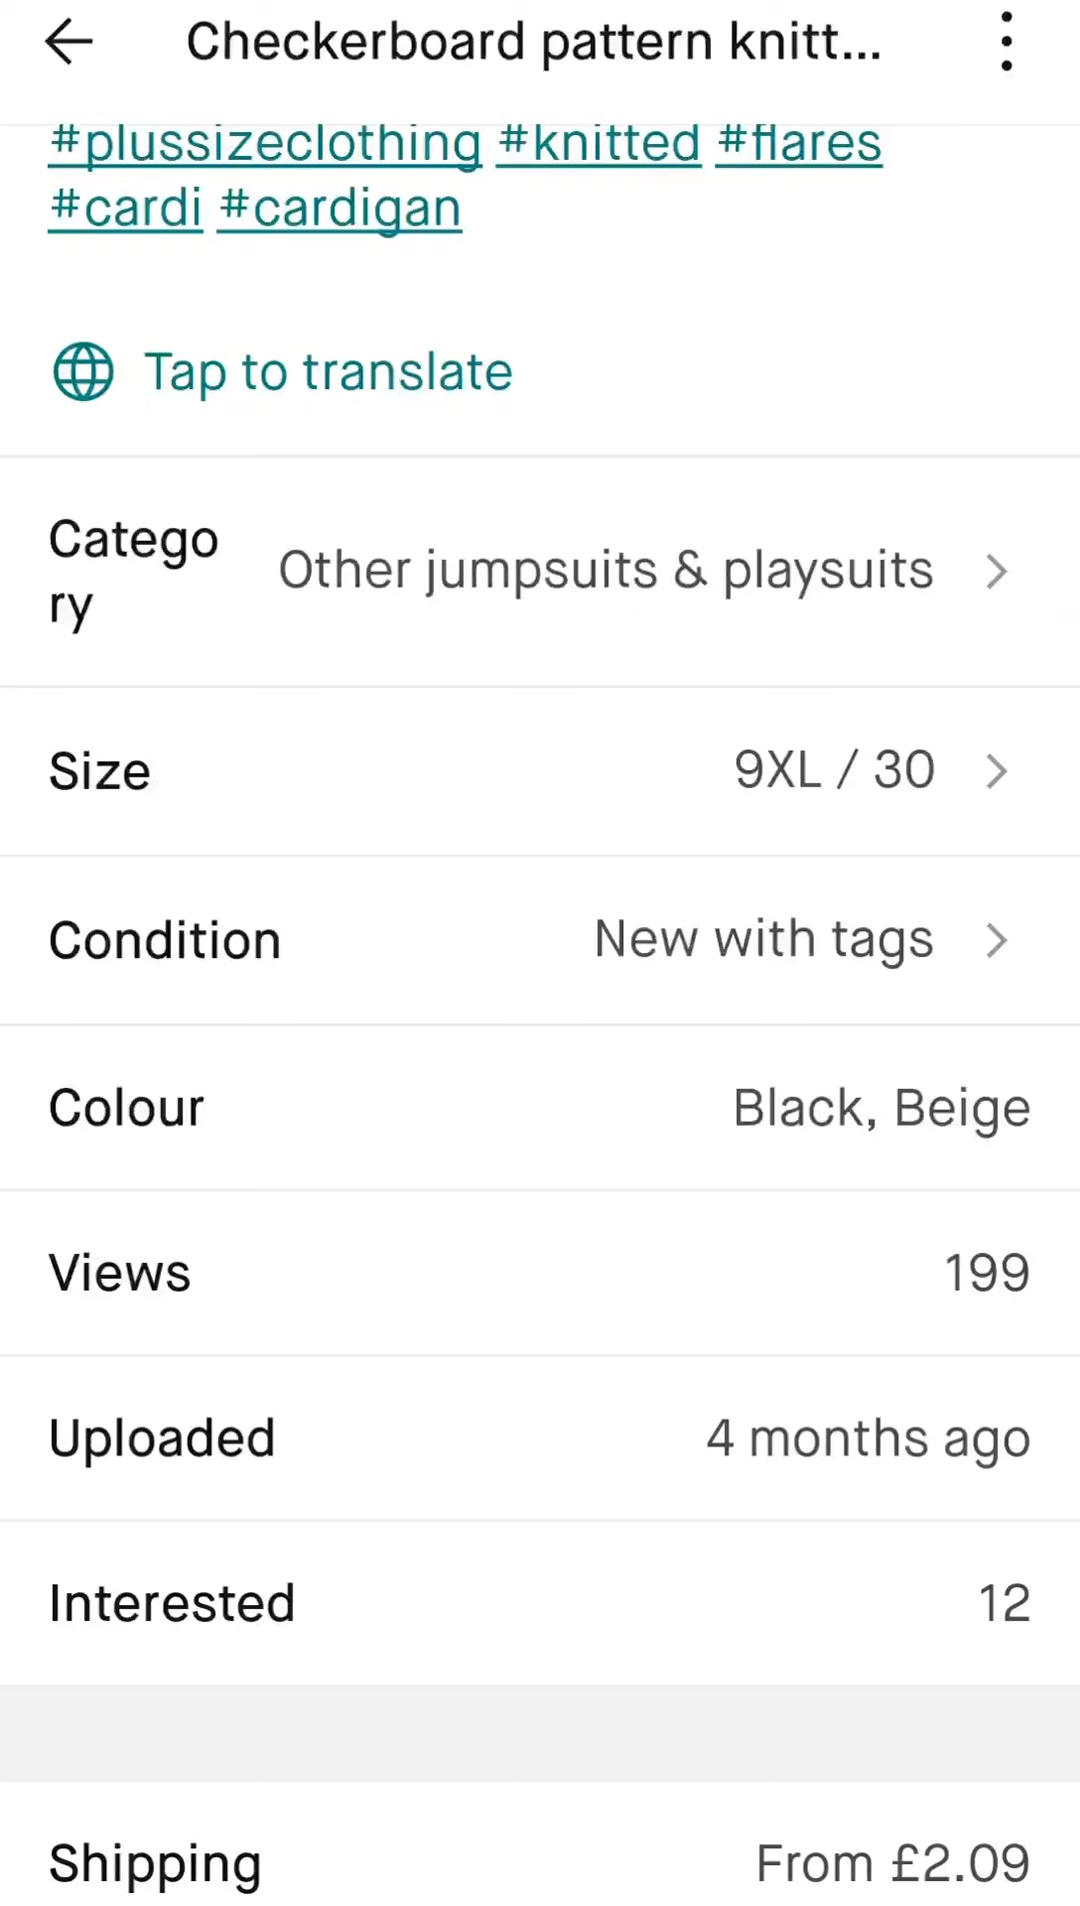 Checkerboard pattern knitt...
#plussizeclothing #knitted #flares
#cardi #cardigan
Tap to translate
Catego
ry
Other jumpsuits & playsuits
Size
9XL / 30
Condition
New with tags
Colour
Black, Beige
Views
199
Uploaded
4 months ago
Interested
12
Shipping
From £2.09